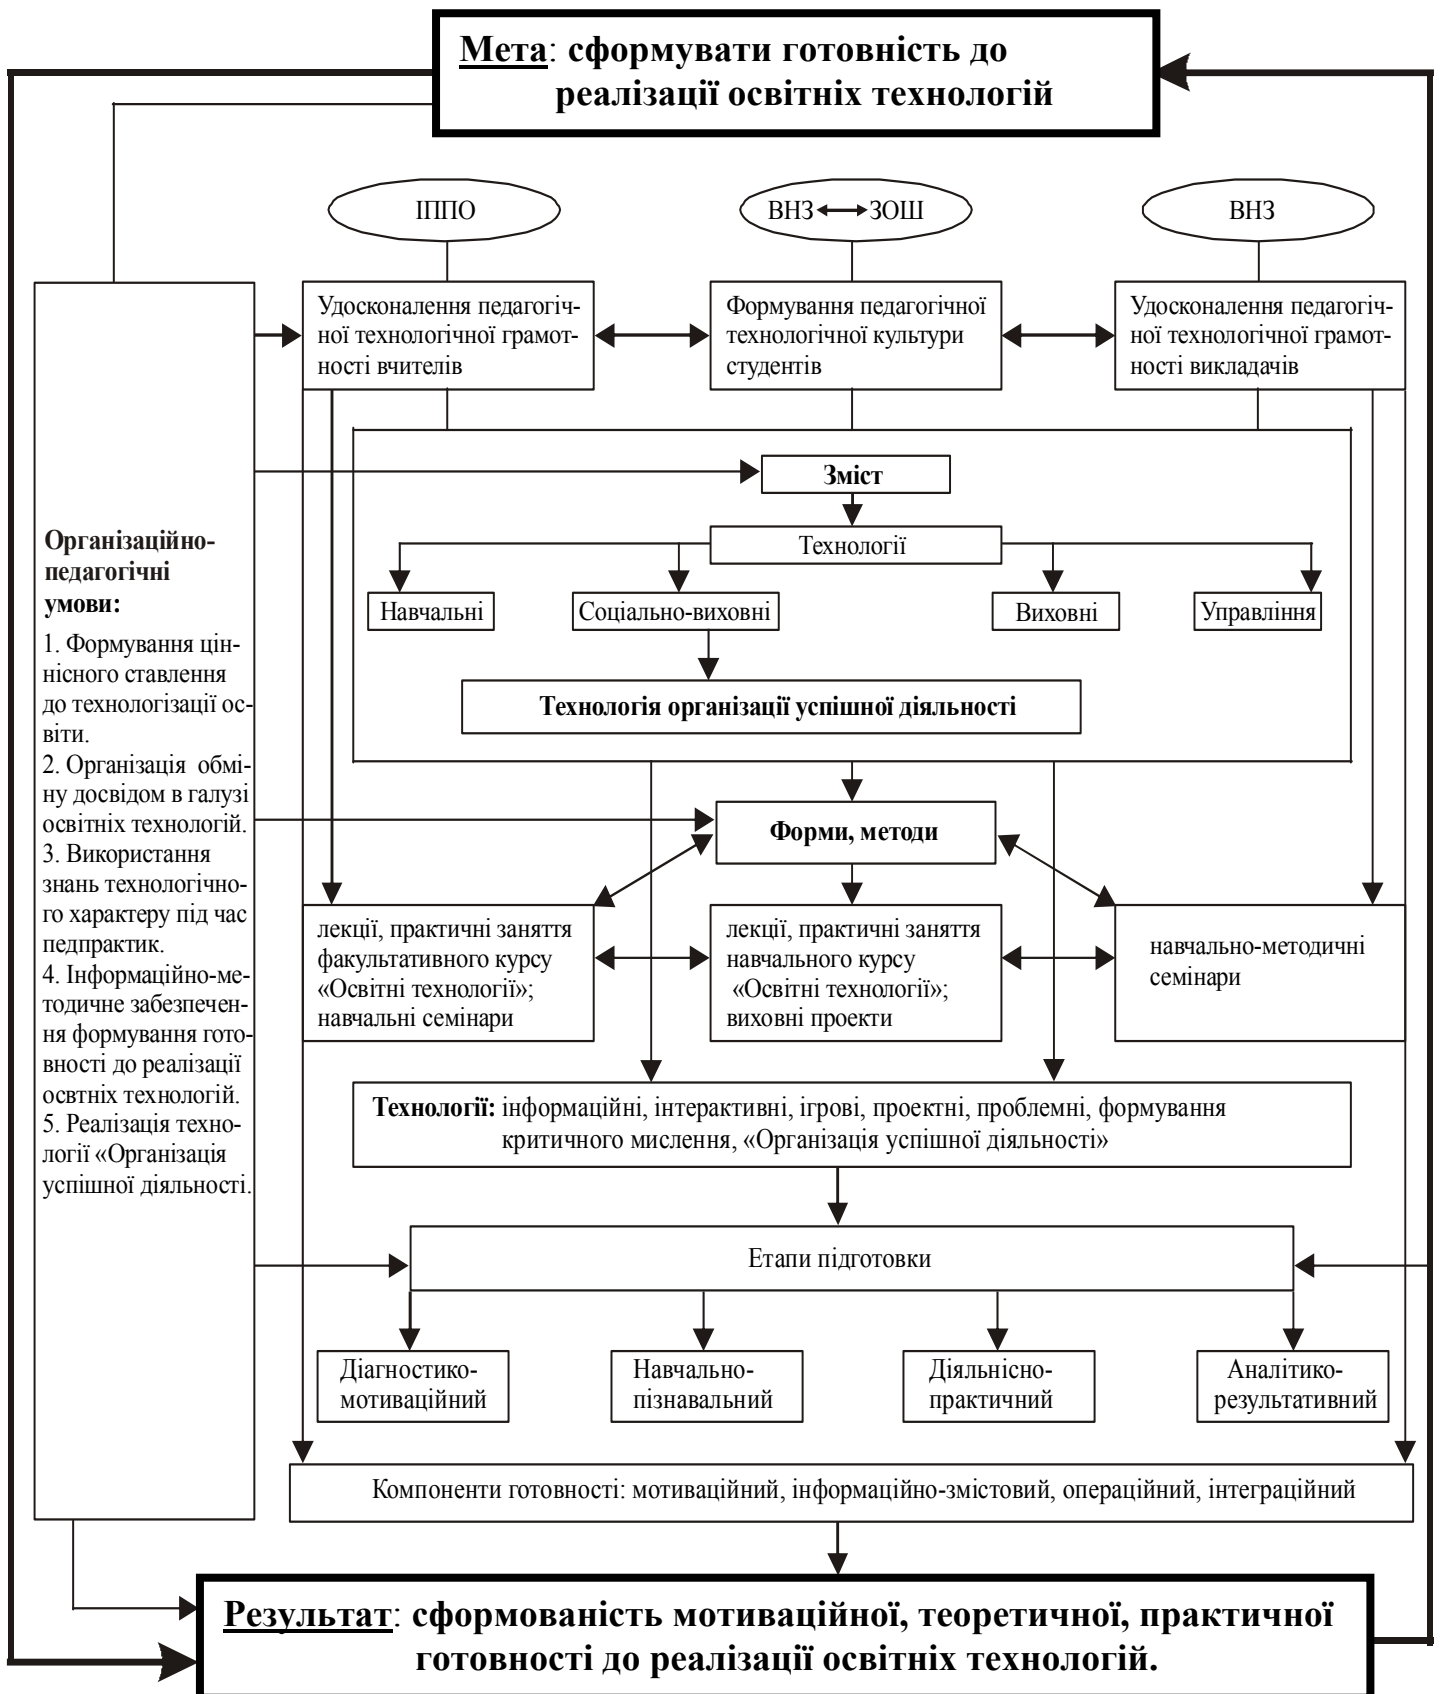 Мета: сформувати готовність до
реалізації освітніх технологій
ІППО
ВНЗ ЗОШ
ВНЗ
Удосконалення педагогіч-
ної технологічної грамот-
ності вчителів
Формування педагогічної
технологічної культури
студентів
Удосконалення педагогіч-
ної технологічної грамот-
ності викладачів
Зміст
Технології
Навчальні
Соціально-виховні
Виховні
Управління
Технологія організації успішної діяльності
Організаційно-
педагогічні
умови:
1. Формування цін-
нісного ставлення
до технологізації ос-
віти.
2. Організація обмі-
ну досвідом в галузі
освітніх технологій.
3. Використання
знань технологічно-
го характеру під час
педпрактик.
4. Інформаційно-ме-
тодичне забезпечен-
ня формування гото-
вності до реалізації
освтніх технологій.
5. Реалізація техно-
логії «Організація
успішної діяльності.
Форми, методи
лекції, практичні заняття
факультативного курсу
«Освітні технології»;
навчальні семінари
лекції, практичні заняття
навчального курсу
«Освітні технології»;
виховні проекти
навчально-методичні
семінари
Технології: інформаційні, інтерактивні, ігрові, проектні, проблемні, формування
критичного мислення, «Організація успішної діяльності»
Етапи підготовки
Діагностико-
мотиваційний
Навчально-
пізнавальний
Діяльнісно-
практичний
Аналітико-
результативний
Компоненти готовності: мотиваційний, інформаційно-змістовий, операційний, інтеграційний
Результат: сформованість мотиваційної, теоретичної, практичної
готовності до реалізації освітніх технологій.